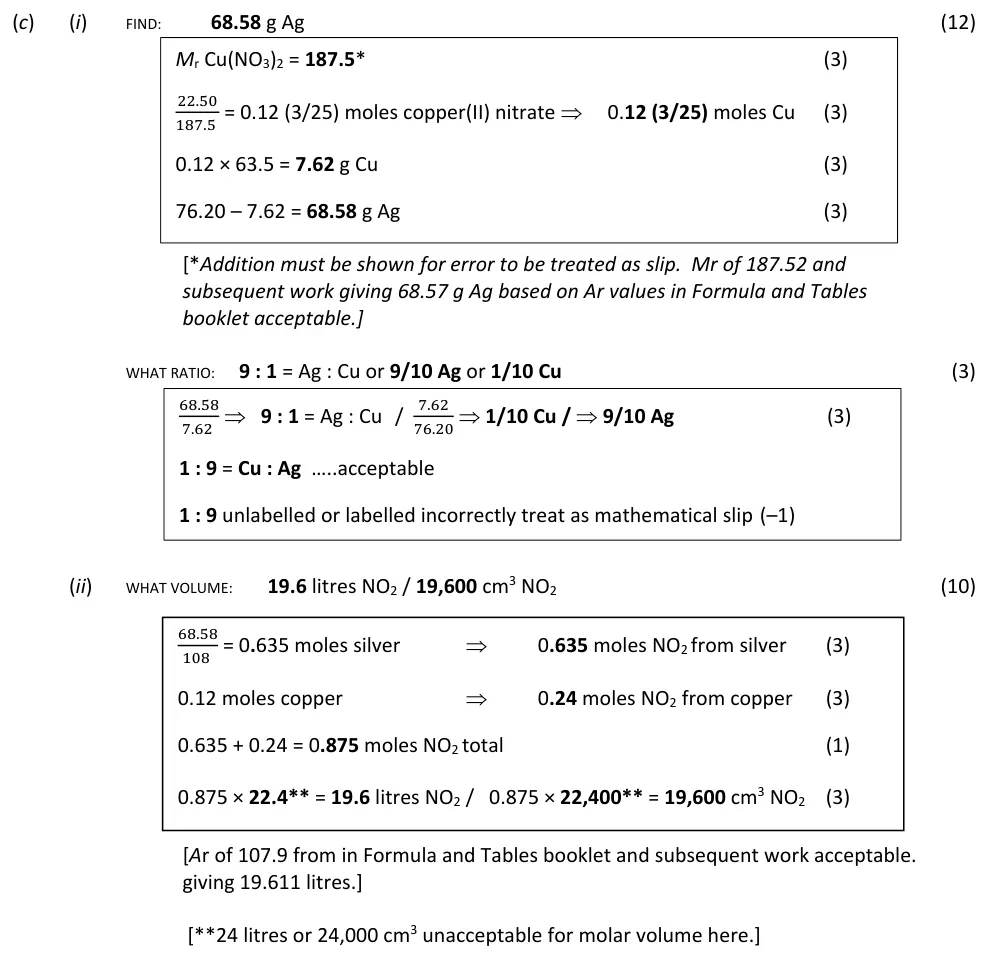 (c) (i) FIND: 68.58 g Ag (12)
Mr Cu(NO₃)₂ = 187.5* (3)
22.50/187.5 = 0.12 (3/25) moles copper(II) nitrate ⇒ 0.12 (3/25) moles Cu (3)
0.12 × 63.5 = 7.62 g Cu (3)
76.20 – 7.62 = 68.58 g Ag (3)
[*Addition must be shown for error to be treated as slip. Mr of 187.52 and
subsequent work giving 68.57 g Ag based on Ar values in Formula and Tables
booklet acceptable.]
WHAT RATIO: 9 : 1 = Ag : Cu or 9/10 Ag or 1/10 Cu (3)
68.58/7.62 ⇒ 9 : 1 = Ag : Cu / 7.62/76.20 ⇒ 1/10 Cu / ⇒ 9/10 Ag (3)
1 : 9 = Cu : Ag …..acceptable
1 : 9 unlabelled or labelled incorrectly treat as mathematical slip (–1)
(ii) WHAT VOLUME: 19.6 litres NO₂ / 19,600 cm³ NO₂ (10)
68.58/108 = 0.635 moles silver ⇒ 0.635 moles NO₂ from silver (3)
0.12 moles copper ⇒ 0.24 moles NO₂ from copper (3)
0.635 + 0.24 = 0.875 moles NO₂ total (1)
0.875 × 22.4** = 19.6 litres NO₂ / 0.875 × 22,400** = 19,600 cm³ NO₂ (3)
[Ar of 107.9 from in Formula and Tables booklet and subsequent work acceptable.
giving 19.611 litres.]
[**24 litres or 24,000 cm³ unacceptable for molar volume here.]